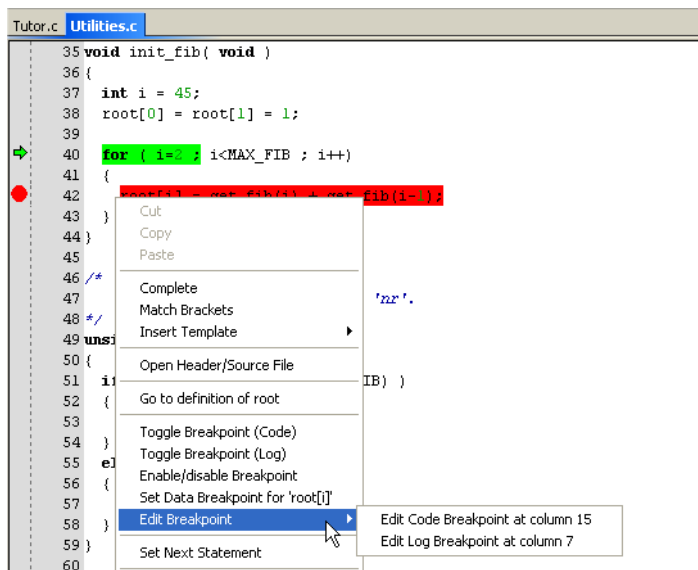 Tutor.c Utilities.c
35 void init_fib( void )
36 {
37 int i = 45;
38 root[0] = root[1] = 1;
39
40 for ( i=2 ; i<MAX_FIB ; i++)
41 {
42 root[i] = get_fib(i) + get_fib(i-1);
43 }
44 }
45
46 /*
47 'nr'.
48 */
49 unsi
50 {
51 if IB) )
52 {
53
54 }
55 el
56 {
57
58 }
59 }
60
Cut
Copy
Paste
Complete
Match Brackets
Insert Template
Open Header/Source File
Go to definition of root
Toggle Breakpoint (Code)
Toggle Breakpoint (Log)
Enable/disable Breakpoint
Set Data Breakpoint for 'root[i]'
Edit Breakpoint
Set Next Statement
Edit Code Breakpoint at column 15
Edit Log Breakpoint at column 7